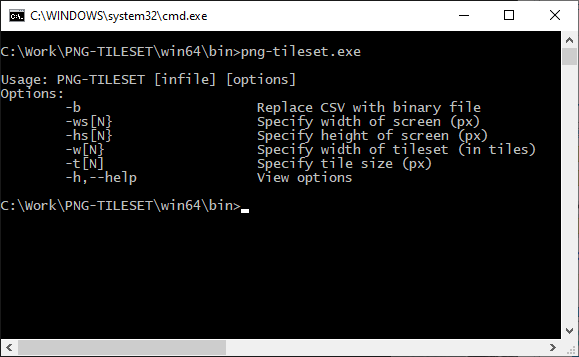 C:\WINDOWS\system32\cmd.exe
C:\Work\PNG-TILESET\win64\bin>png-tileset.exe
Usage: PNG-TILESET [infile] [options]
Options:
-b Replace CSV with binary file
-ws[N} Specify width of screen (px)
-hs[N} Specify height of screen (px)
-w[N} Specify width of tileset (in tiles)
-t[N] Specify tile size (px)
-h,--help View options
C:\Work\PNG-TILESET\win64\bin>